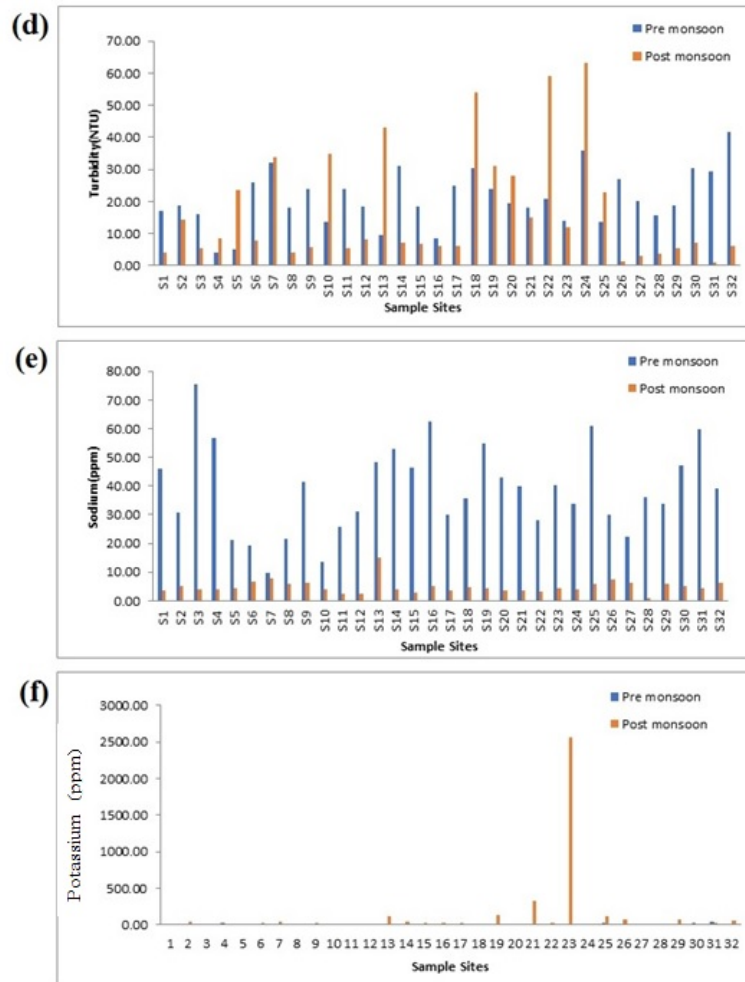 (d)
70.00
60.00
50.00
40.00
30.00
20.00
10.00
0.00
Turbidity(NTU)
Pre monsoon
Post monsoon
S1 S2 S3 S4 S5 S6 S7 S8 S9 S10 S11 S12 S13 S14 S15 S16 S17 S18 S19 S20 S21 S22 S23 S24 S25 S26 S27 S28 S29 S30 S31 S32
Sample Sites
(e)
80.00
70.00
60.00
50.00
40.00
30.00
20.00
10.00
0.00
Sodium(ppm)
Pre monsoon
Post monsoon
S1 S2 S3 S4 S5 S6 S7 S8 S9 S10 S11 S12 S13 S14 S15 S16 S17 S18 S19 S20 S21 S22 S23 S24 S25 S26 S27 S28 S29 S30 S31 S32
Sample Sites
(f)
3000.00
2500.00
2000.00
1500.00
1000.00
500.00
0.00
Potassium (ppm)
Pre monsoon
Post monsoon
1 2 3 4 5 6 7 8 9 10 11 12 13 14 15 16 17 18 19 20 21 22 23 24 25 26 27 28 29 30 31 32
Sample Sites